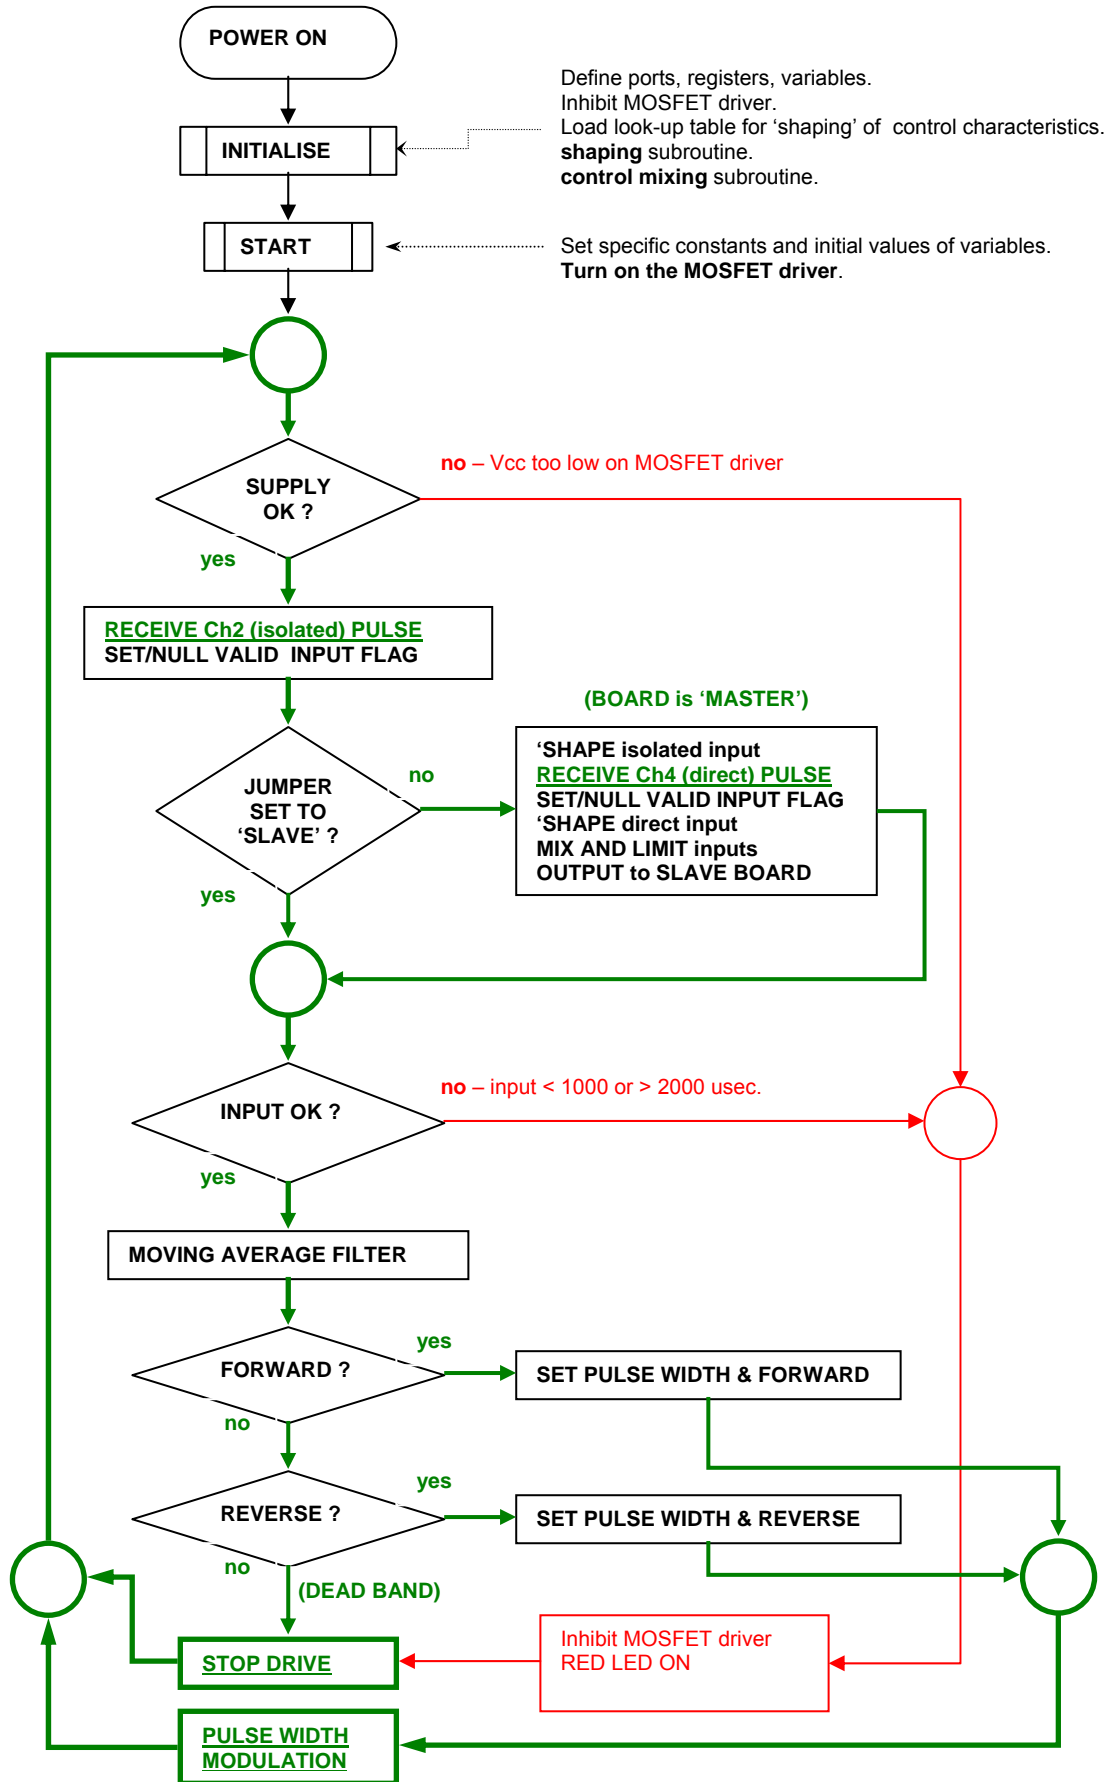 POWER ON
Define ports, registers, variables.
Inhibit MOSFET driver.
Load look-up table for ‘shaping’ of control characteristics.
shaping subroutine.
control mixing subroutine.
INITIALISE
START
Set specific constants and initial values of variables.
Turn on the MOSFET driver.
no – Vcc too low on MOSFET driver
SUPPLY
OK ?
yes
RECEIVE Ch2 (isolated) PULSE
SET/NULL VALID INPUT FLAG
(BOARD is ‘MASTER’)
JUMPER
SET TO
‘SLAVE’ ?
no
yes
‘SHAPE isolated input
RECEIVE Ch4 (direct) PULSE
SET/NULL VALID INPUT FLAG
‘SHAPE direct input
MIX AND LIMIT inputs
OUTPUT to SLAVE BOARD
no – input < 1000 or > 2000 usec.
INPUT OK ?
yes
MOVING AVERAGE FILTER
FORWARD ?
yes
SET PULSE WIDTH & FORWARD
no
REVERSE ?
yes
SET PULSE WIDTH & REVERSE
no
(DEAD BAND)
Inhibit MOSFET driver
RED LED ON
STOP DRIVE
PULSE WIDTH
MODULATION